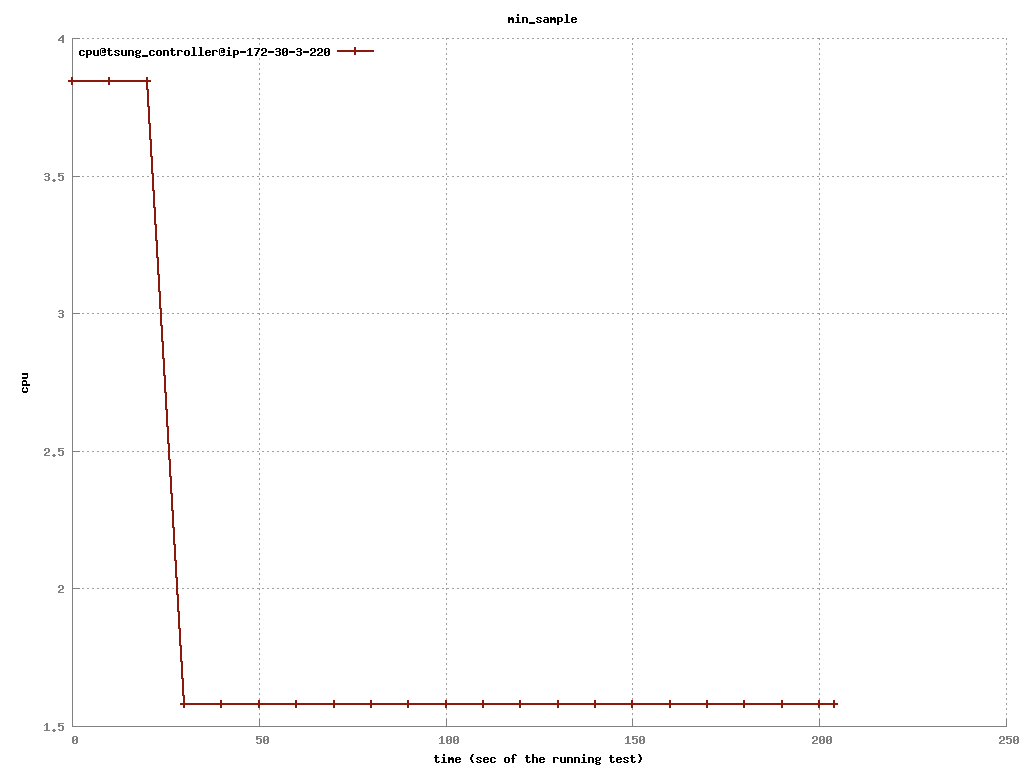 min_sample
4
cpu@tsung_controller@ip-172-30-3-220
3.5
3
cpu
2.5
2
1.5
0 50 100 150 200 250
time (sec of the running test)